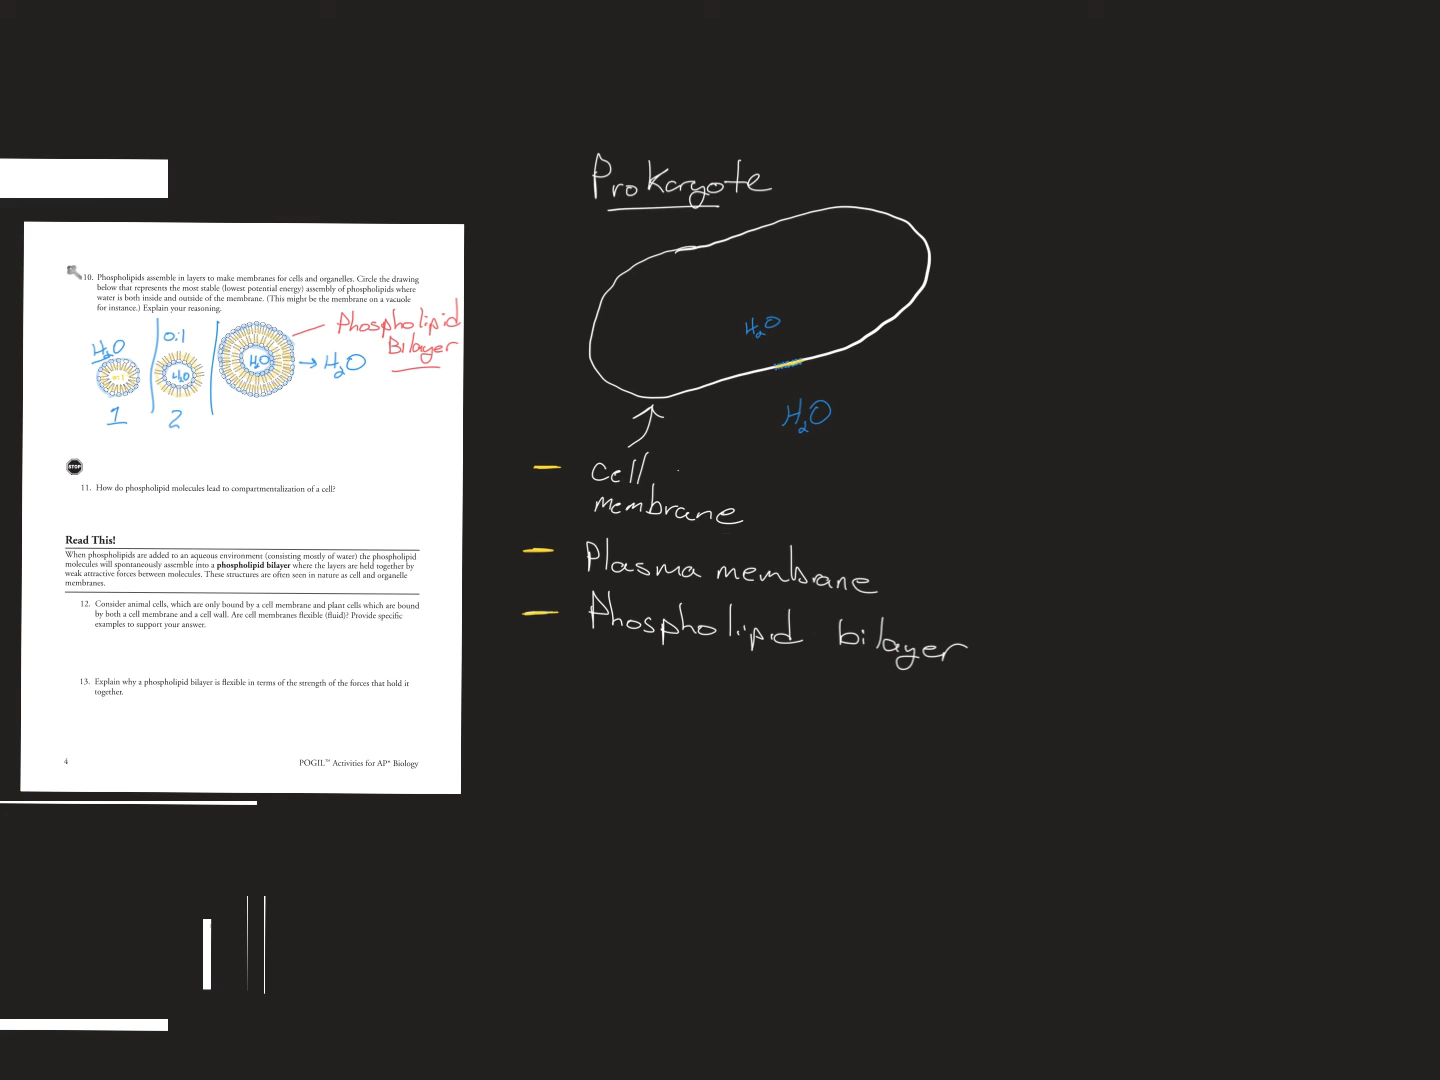 Prokaryote
H₂O
H₂O
cell
membrane
Plasma membrane
Phospholipid bilayer
10. Phospholipids assemble in layers to make membranes for cells and organelles. Circle the drawing
below that represents the most stable (lowest potential energy) assembly of phospholipids where
water is both inside and outside of the membrane. (This might be the membrane on a vacuole
for instance.) Explain your reasoning.
Phospholipid
Bilayer
H₂O
oil
H₂O
H₂O
→ H₂O
oil
1
2
STOP
11. How do phospholipid molecules lead to compartmentalization of a cell?
Read This!
When phospholipids are added to an aqueous environment (consisting mostly of water) the phospholipid
molecules will spontaneously assemble into a phospholipid bilayer where the layers are held together by
weak attractive forces between molecules. These structures are often seen in nature as cell and organelle
membranes.
12. Consider animal cells, which are only bound by a cell membrane and plant cells which are bound
by both a cell membrane and a cell wall. Are cell membranes flexible (fluid)? Provide specific
examples to support your answer.
13. Explain why a phospholipid bilayer is flexible in terms of the strength of the forces that hold it
together.
4
POGIL™ Activities for AP* Biology